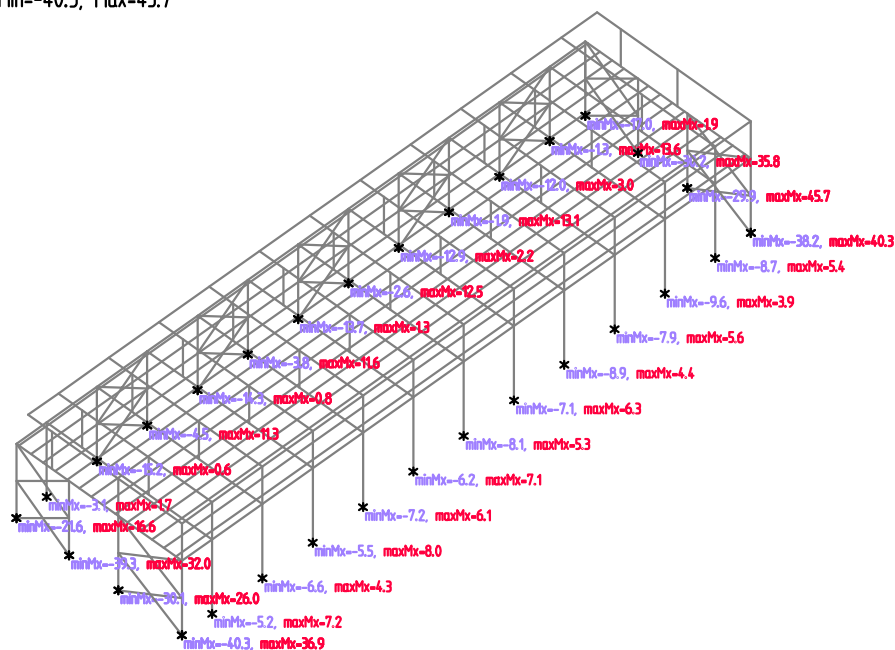 Min=-40.3, Max=45.7
minMx=-12.0, maxMx=1.9
minMx=-1.3, maxMx=13.6
maxMx=35.8
minMx=-12.0, maxMx=3.0
minMx=-29.9, maxMx=45.7
minMx=-1.9, maxMx=13.1
minMx=-38.2, maxMx=40.3
minMx=-12.9, maxMx=2.2
minMx=-8.7, maxMx=5.4
minMx=-2.6, maxMx=12.5
minMx=-9.6, maxMx=3.9
maxMx=1.3
minMx=-7.9, maxMx=5.6
minMx=-3.8, maxMx=11.6
minMx=-8.9, maxMx=4.4
maxMx=0.8
minMx=-7.1, maxMx=6.3
minMx=-4.5, maxMx=11.3
minMx=-8.1, maxMx=5.3
minMx=-15.2, maxMx=0.6
minMx=-6.2, maxMx=7.1
minMx=-3.1, maxMx=1.7
minMx=-7.2, maxMx=6.1
minMx=-21.6, maxMx=16.6
minMx=-5.5, maxMx=8.0
minMx=-39.3, maxMx=32.0
minMx=-6.6, maxMx=4.3
minMx=-30.1, maxMx=26.0
minMx=-5.2, maxMx=7.2
minMx=-40.3, maxMx=36.9